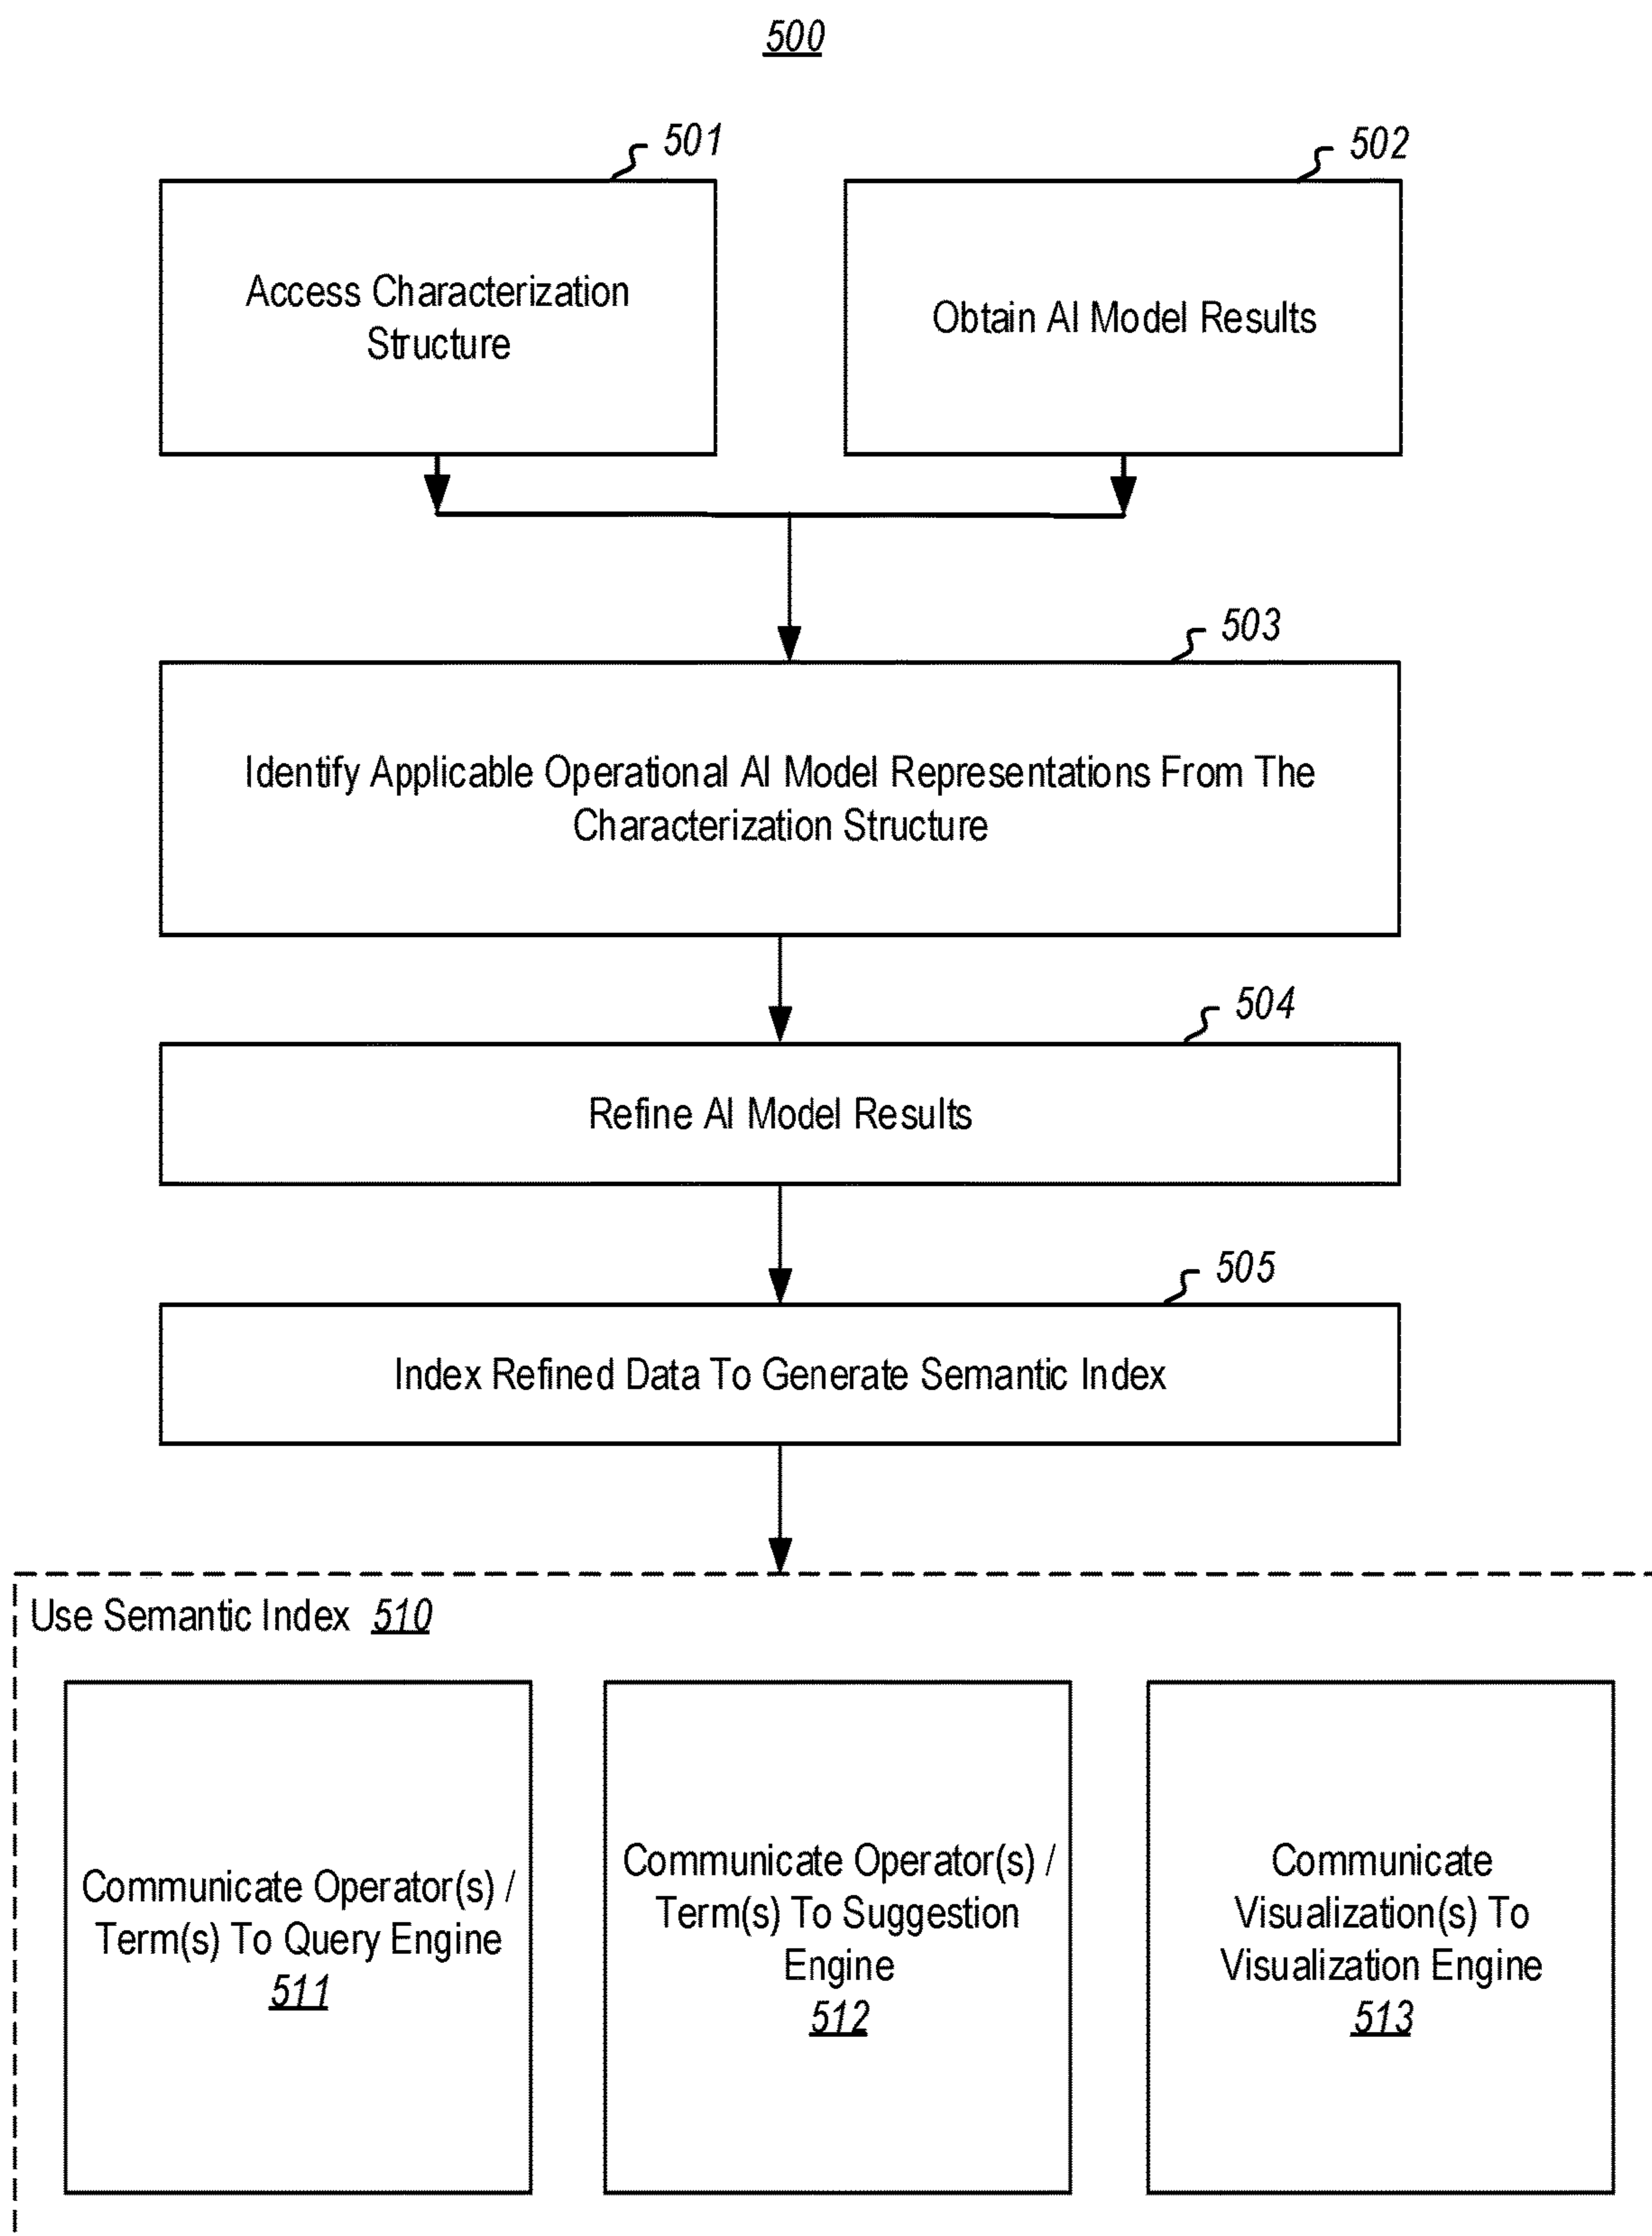 500
501
502
Access Characterization
Structure
Obtain AI Model Results
503
Identify Applicable Operational AI Model Representations From The
Characterization Structure
504
Refine AI Model Results
505
Index Refined Data To Generate Semantic Index
Use Semantic Index 510
Communicate Operator(s) /
Term(s) To Query Engine
511
Communicate Operator(s) /
Term(s) To Suggestion
Engine
512
Communicate
Visualization(s) To
Visualization Engine
513